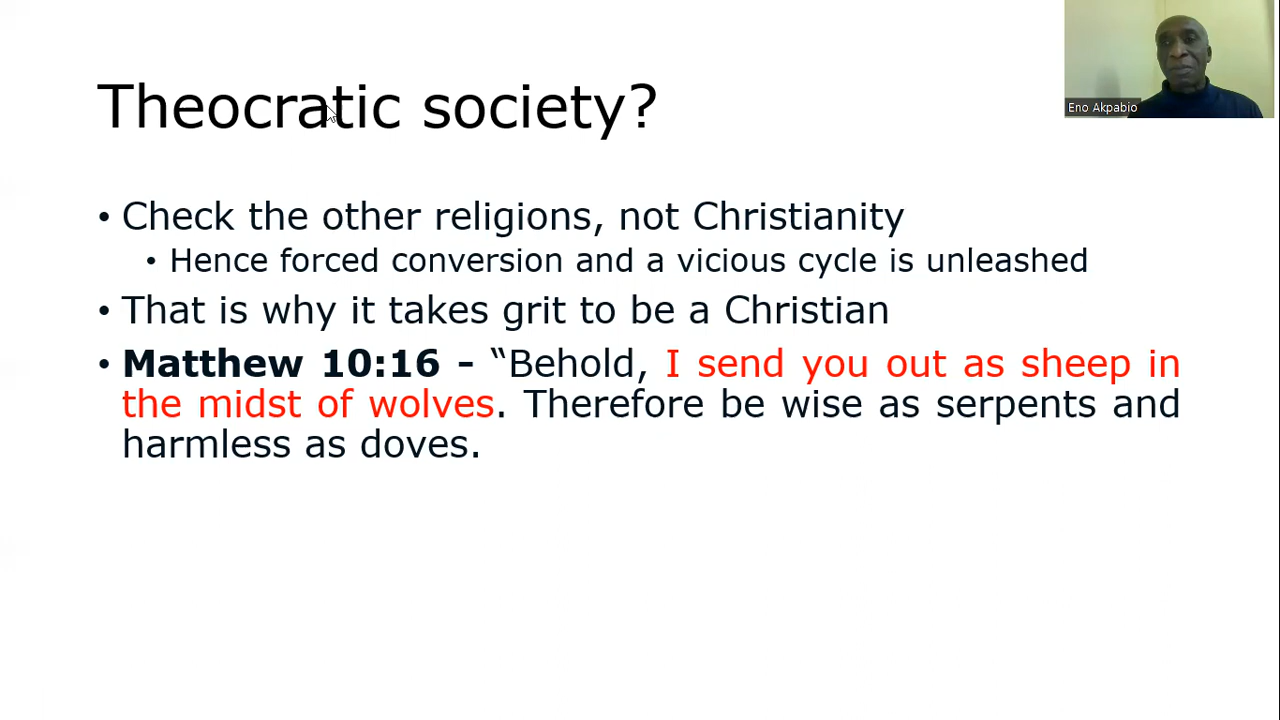 Theocratic society?
Eno Akpabio
• Check the other religions, not Christianity
• Hence forced conversion and a vicious cycle is unleashed
• That is why it takes grit to be a Christian
• Matthew 10:16 - “Behold, I send you out as sheep in
the midst of wolves. Therefore be wise as serpents and
harmless as doves.